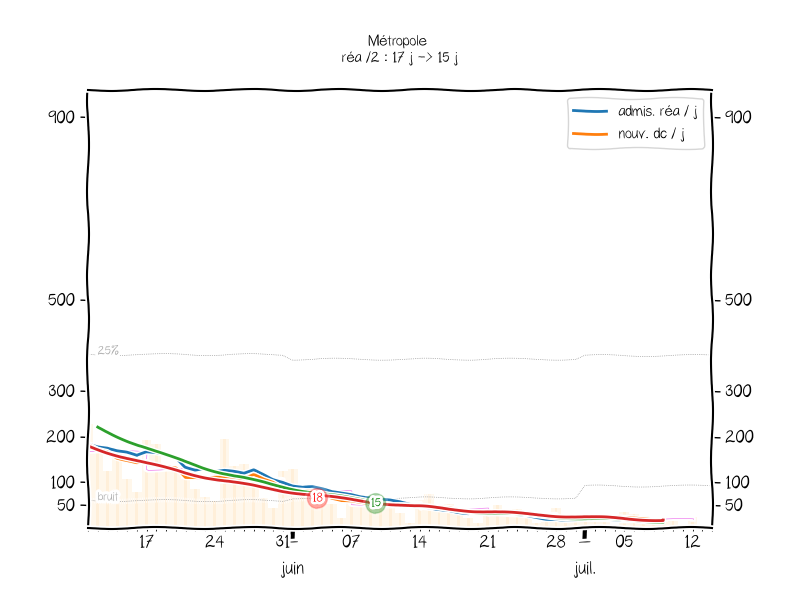 Métropole
réa /2 : 17 j -> 15 j
admis. réa / j
nouv. dc / j
900 900
500 500
25%
300 300
200 200
100 100
bruit
50 50
18 15
17 24 31 07 14 21 28 05 12
juin juil.